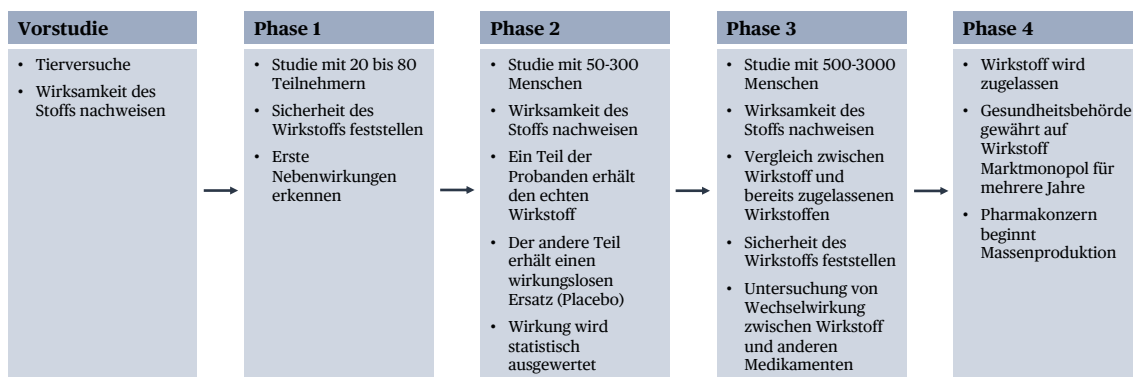 Vorstudie
• Tierversuche
• Wirksamkeit des
Stoffs nachweisen
Phase 1
• Studie mit 20 bis 80
Teilnehmern
• Sicherheit des
Wirkstoffs feststellen
• Erste
Nebenwirkungen
erkennen
Phase 2
• Studie mit 50-300
Menschen
• Wirksamkeit des
Stoffs nachweisen
• Ein Teil der
Probanden erhält
den echten
Wirkstoff
• Der andere Teil
erhält einen
wirkungslosen
Ersatz (Placebo)
• Wirkung wird
statistisch
ausgewertet
Phase 3
• Studie mit 500-3000
Menschen
• Wirksamkeit des
Stoffs nachweisen
• Vergleich zwischen
Wirkstoff und
bereits zugelassenen
Wirkstoffen
• Sicherheit des
Wirkstoffs feststellen
• Untersuchung von
Wechselwirkung
zwischen Wirkstoff
und anderen
Medikamenten
Phase 4
• Wirkstoff wird
zugelassen
• Gesundheitsbehörde
gewährt auf
Wirkstoff
Marktmonopol für
mehrere Jahre
• Pharmakonzern
beginnt
Massenproduktion